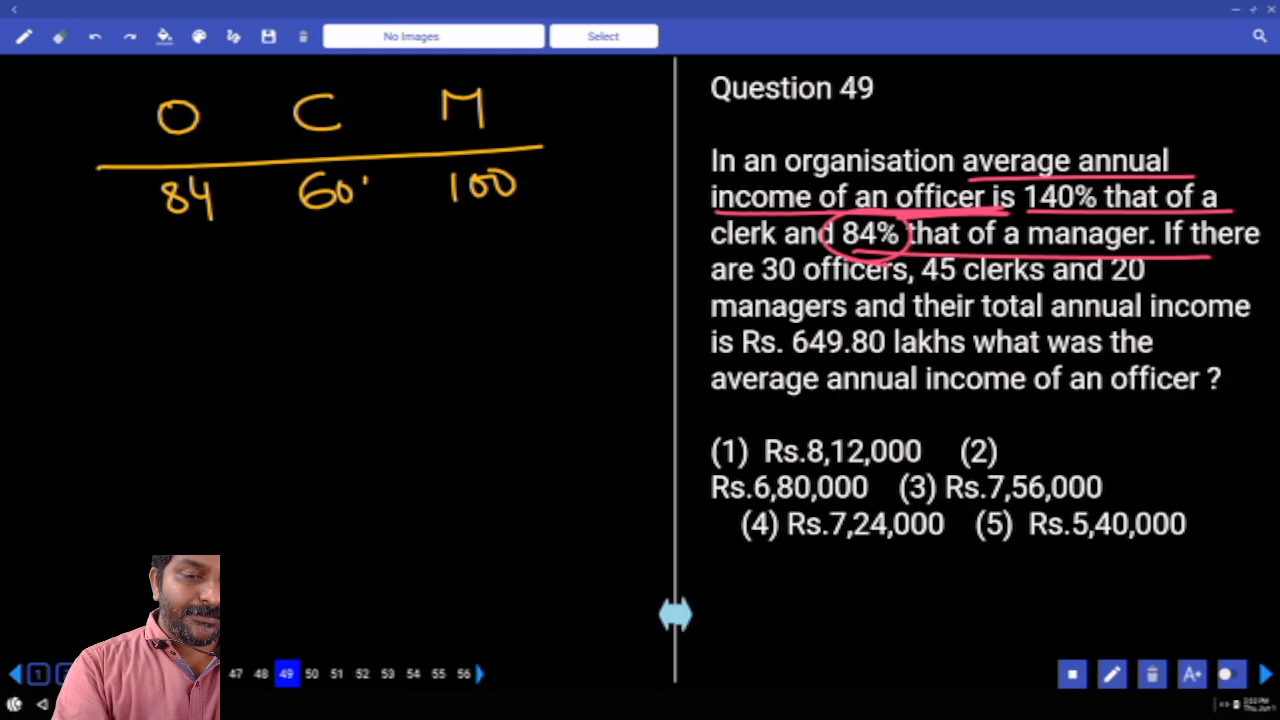 No Images
Select
O C M
84 60 100
Question 49
In an organisation average annual
income of an officer is 140% that of a
clerk and 84% that of a manager. If there
are 30 officers, 45 clerks and 20
managers and their total annual income
is Rs. 649.80 lakhs what was the
average annual income of an officer ?
(1) Rs.8,12,000 (2)
Rs.6,80,000 (3) Rs.7,56,000
(4) Rs.7,24,000 (5) Rs.5,40,000
1
47 48 49 50 51 52 53 54 55 56
A+